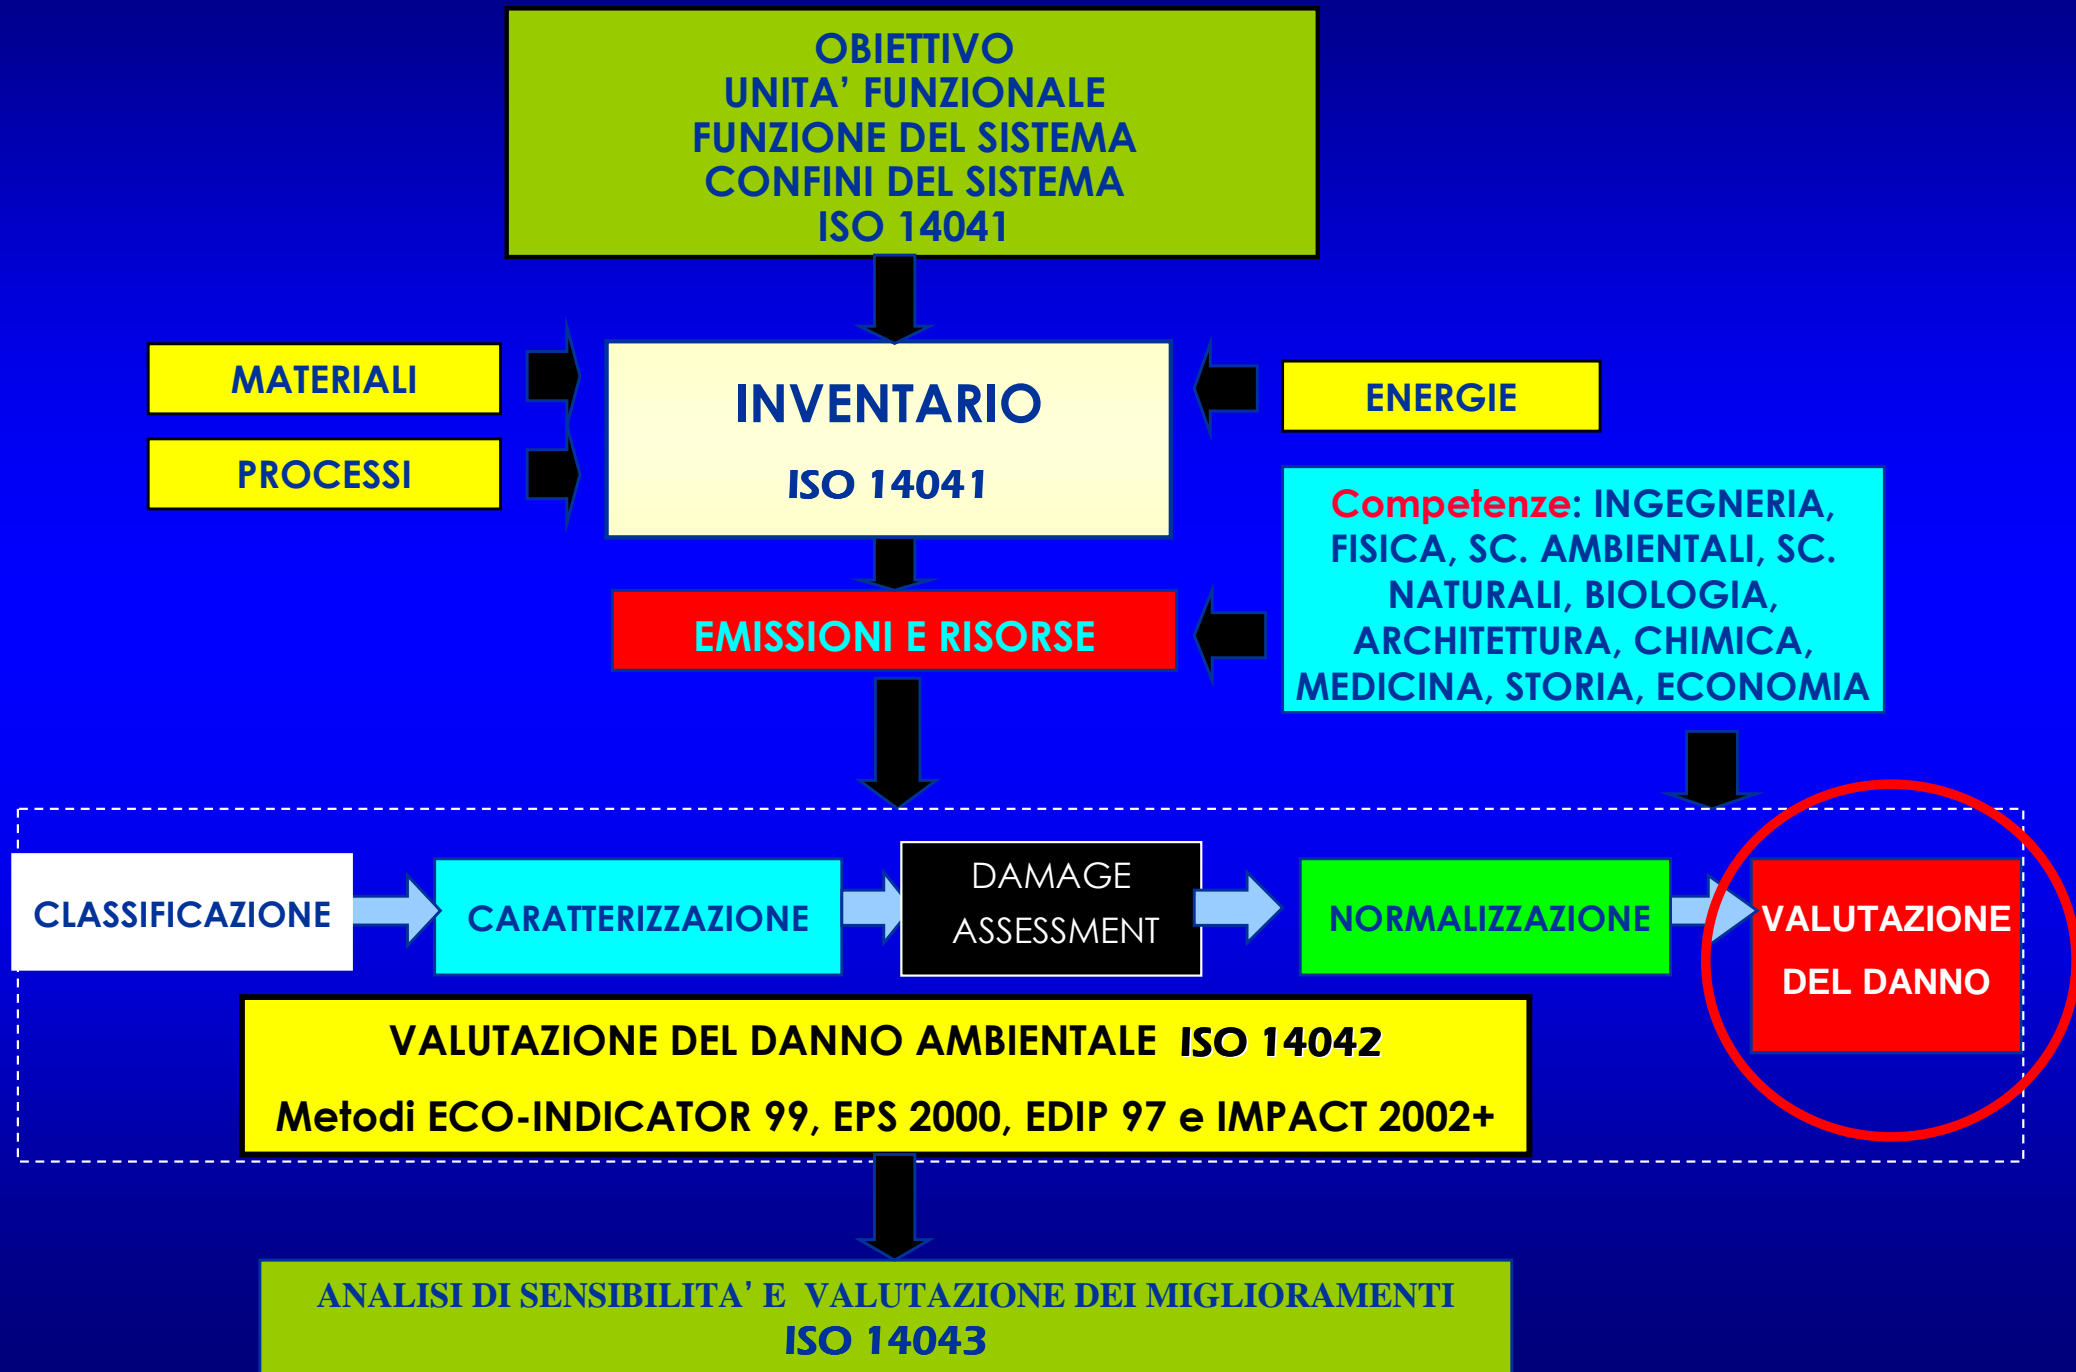 OBIETTIVO
UNITA’ FUNZIONALE
FUNZIONE DEL SISTEMA
CONFINI DEL SISTEMA
ISO 14041
MATERIALI
PROCESSI
INVENTARIO
ISO 14041
ENERGIE
Competenze: INGEGNERIA,
FISICA, SC. AMBIENTALI, SC.
NATURALI, BIOLOGIA,
ARCHITETTURA, CHIMICA,
MEDICINA, STORIA, ECONOMIA
EMISSIONI E RISORSE
CLASSIFICAZIONE
CARATTERIZZAZIONE
DAMAGE
ASSESSMENT
NORMALIZZAZIONE
VALUTAZIONE
DEL DANNO
VALUTAZIONE DEL DANNO AMBIENTALE ISO 14042
Metodi ECO-INDICATOR 99, EPS 2000, EDIP 97 e IMPACT 2002+
ANALISI DI SENSIBILITA’ E VALUTAZIONE DEI MIGLIORAMENTI
ISO 14043